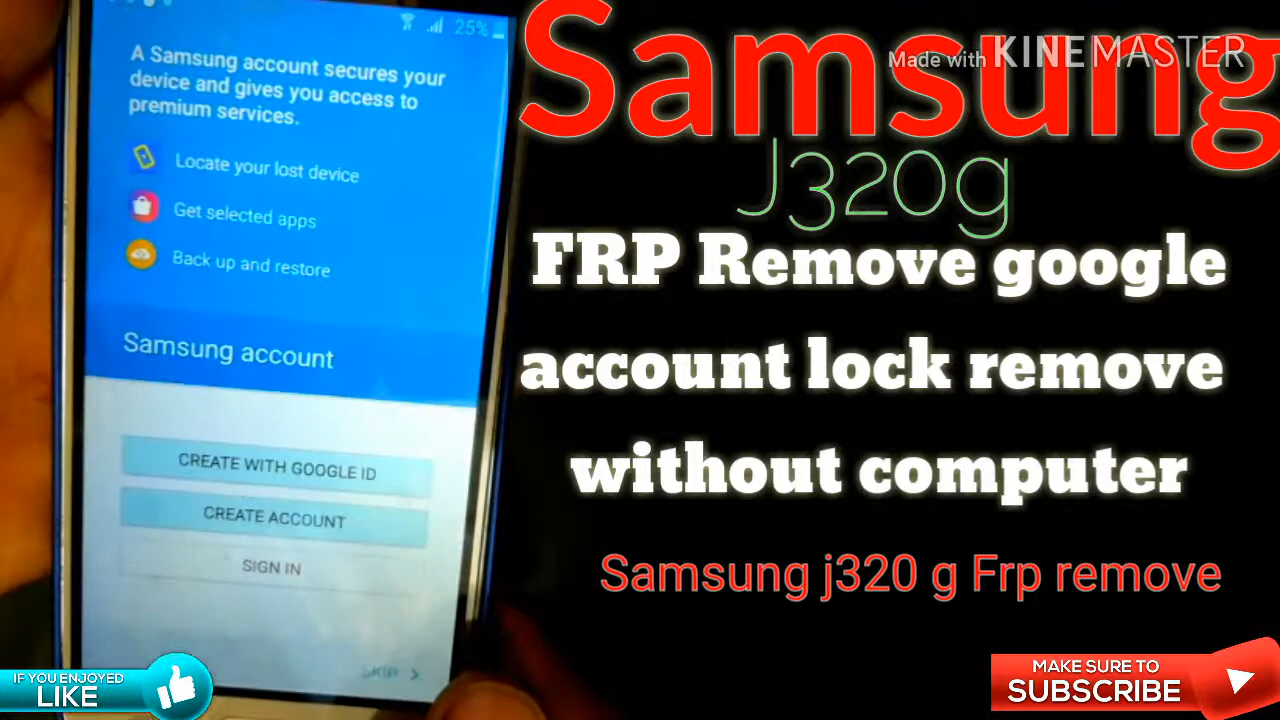 25%
A Samsung account secures your
device and gives you access to
premium services.
Locate your lost device
Get selected apps
Back up and restore
Samsung account
CREATE WITH GOOGLE ID
CREATE ACCOUNT
SIGN IN
SKIP
Samsung
Made with KINEMASTER
J320g
FRP Remove google
account lock remove
without computer
Samsung j320 g Frp remove
IF YOU ENJOYED
LIKE
MAKE SURE TO
SUBSCRIBE